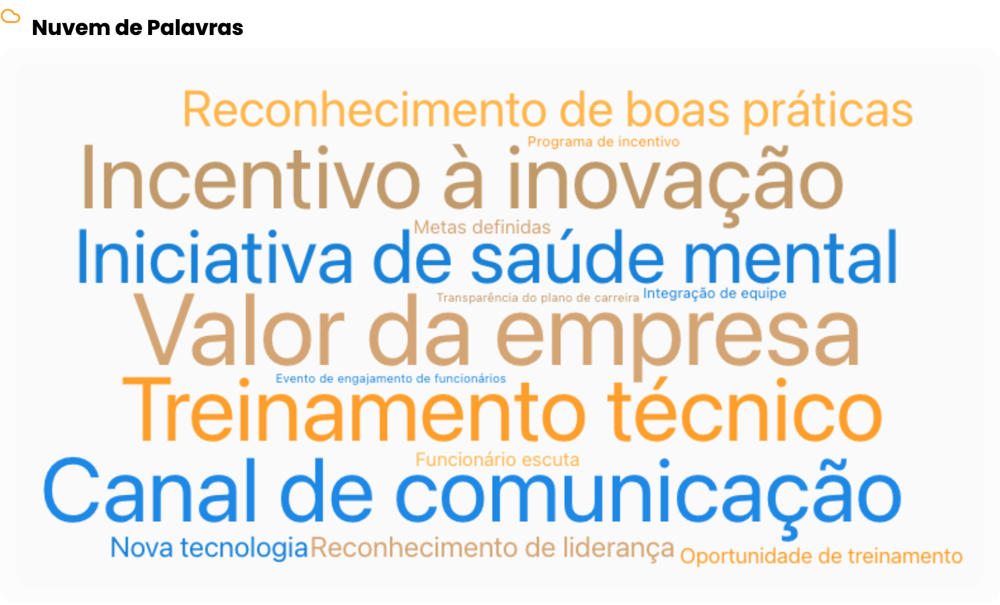 Nuvem de Palavras
Reconhecimento de boas práticas
Programa de incentivo
Incentivo à inovação
Metas definidas
Iniciativa de saúde mental
Transparência do plano de carreira
Integração de equipe
Valor da empresa
Evento de engajamento de funcionários
Treinamento técnico
Funcionário escuta
Canal de comunicação
Nova tecnologia
Reconhecimento de liderança
Oportunidade de treinamento